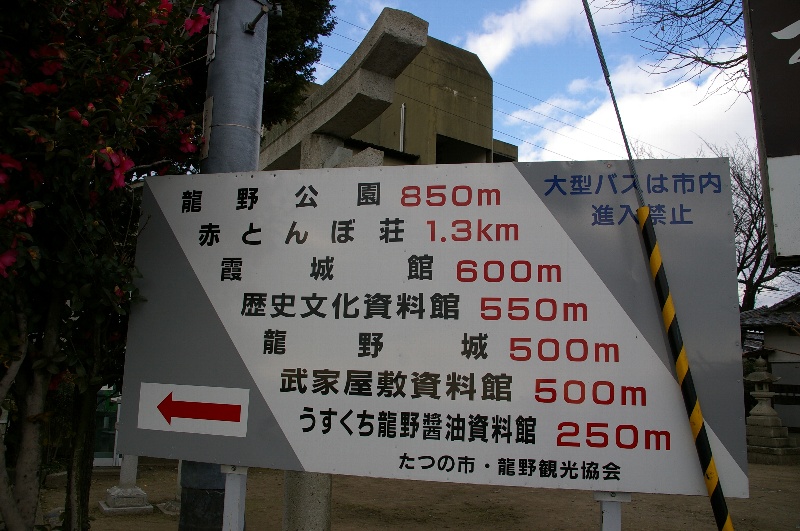 龍野公園 850m
赤とんぼ荘 1.3km
霞城館 600m
歴史文化資料館 550m
龍野城 500m
武家屋敷資料館 500m
うすくち龍野醬油資料館 250m
たつの市・龍野観光協会
大型バスは市内
進入禁止